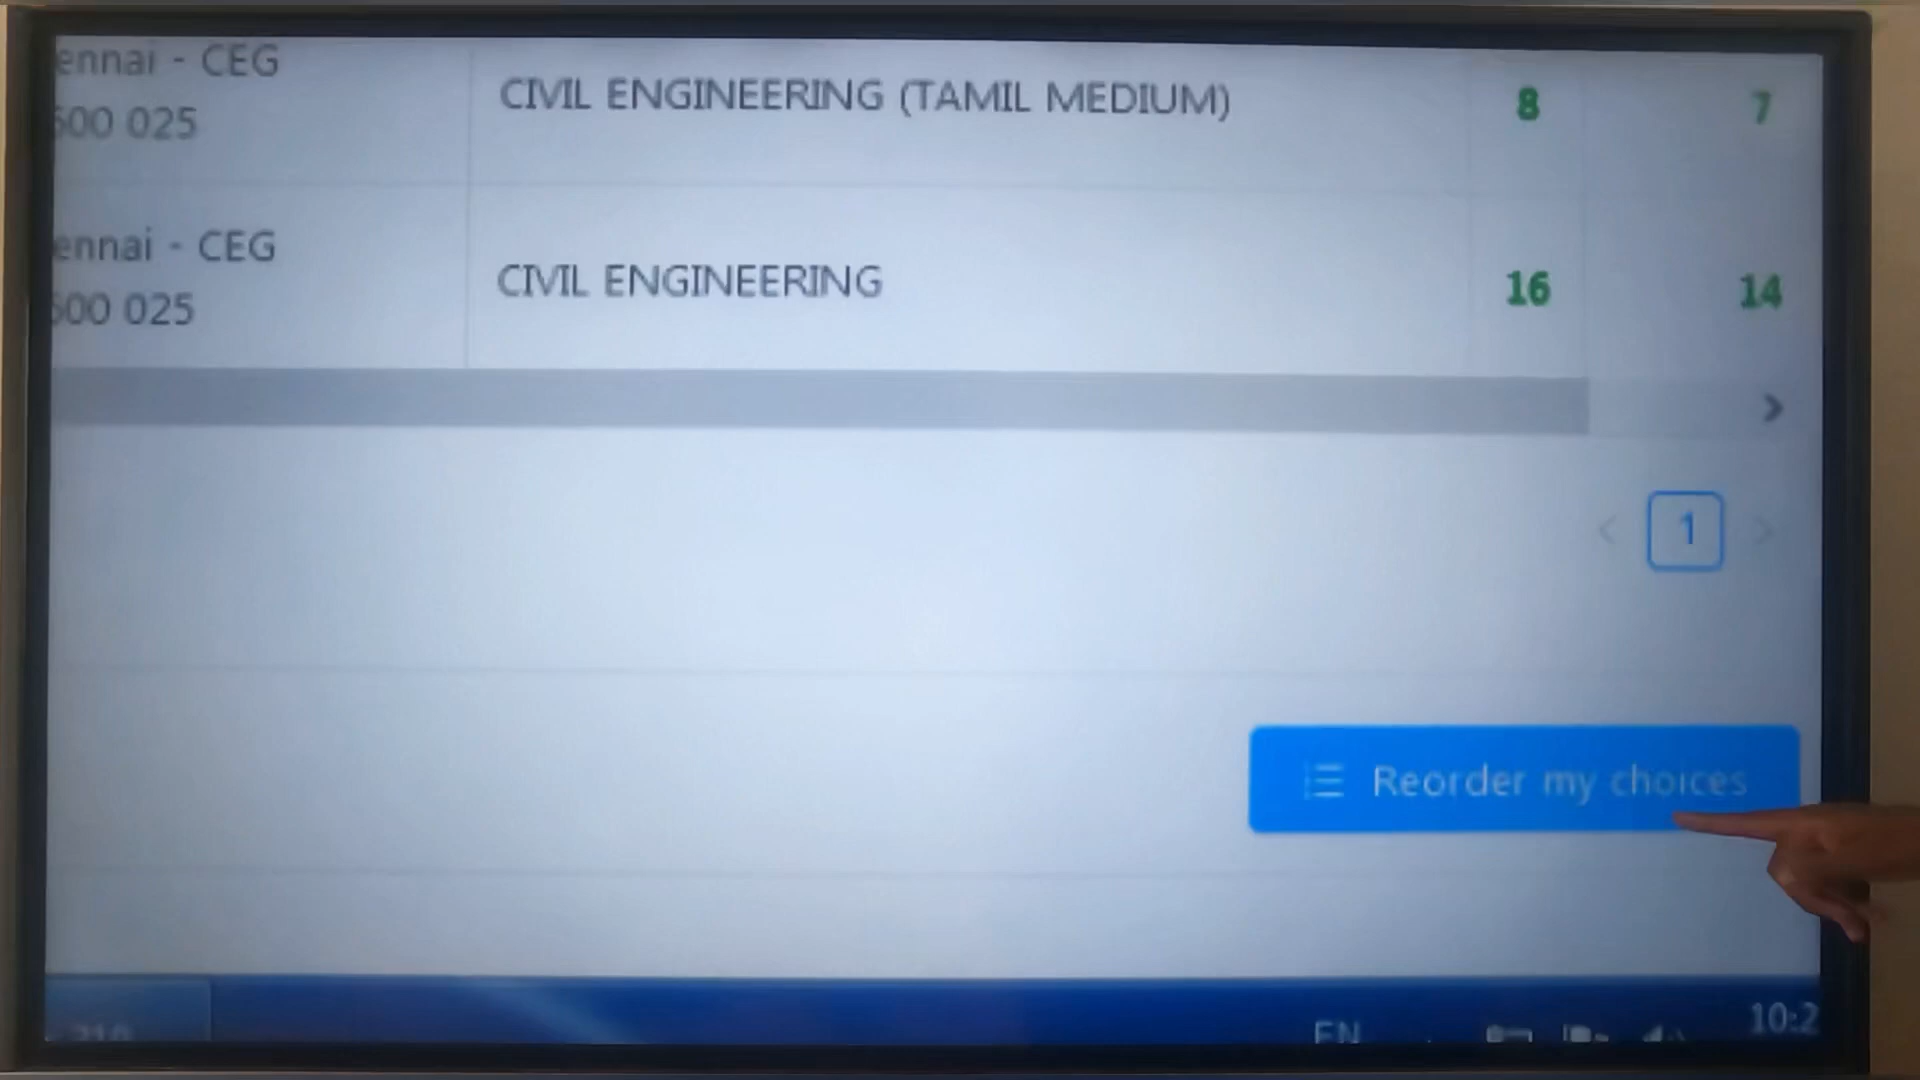 ennai - CEG
600 025
CIVIL ENGINEERING (TAMIL MEDIUM)
8
7
ennai - CEG
600 025
CIVIL ENGINEERING
16
14
1
Reorder my choices
EN
10:2